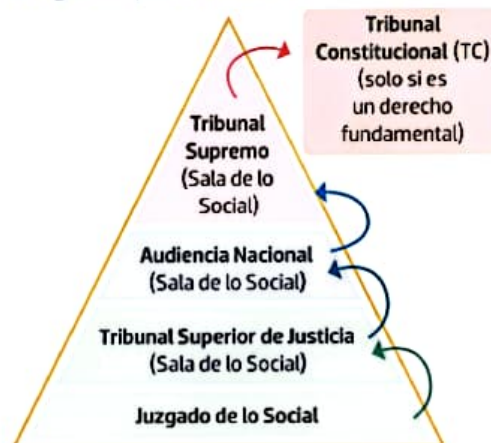 Tribunal
Constitucional (TC)
(solo si es
un derecho
fundamental)
Tribunal
Supremo
(Sala de lo
Social)
Audiencia Nacional
(Sala de lo Social)
Tribunal Superior de Justicia
(Sala de lo Social)
Juzgado de lo Social